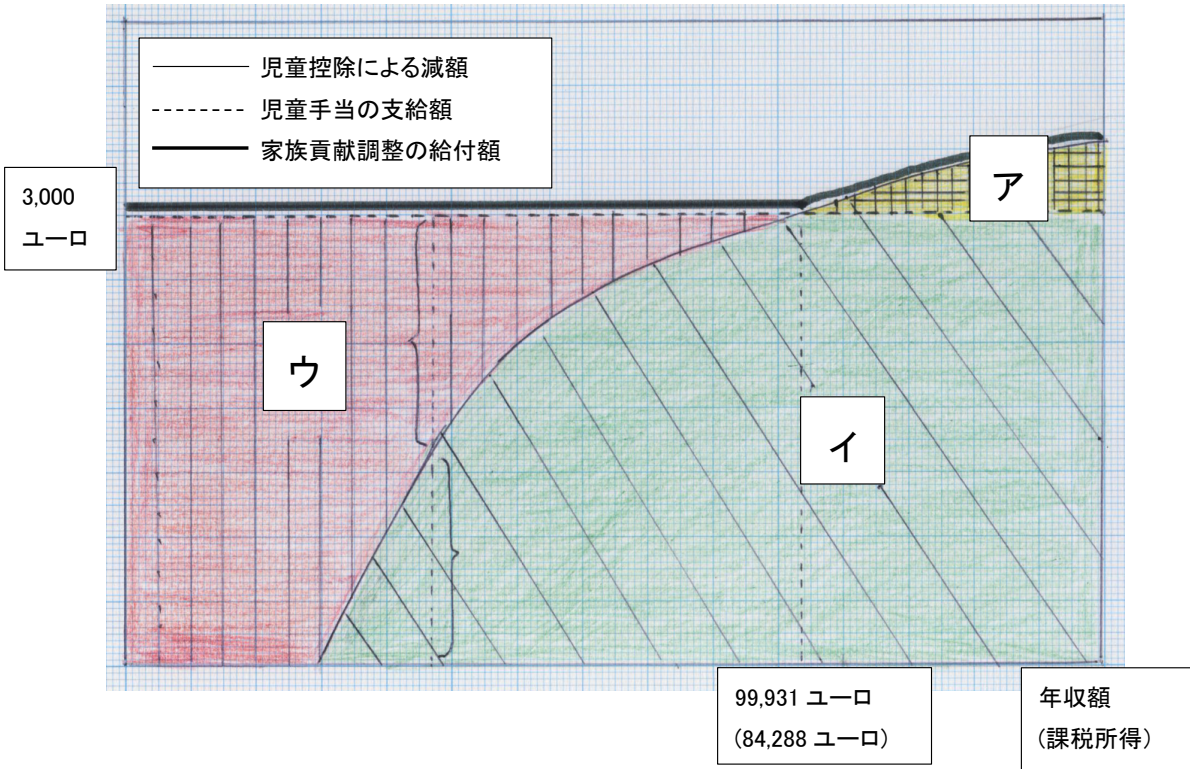 児童控除による減額
児童手当の支給額
家族貢献調整の給付額
3,000
ユーロ
ア
ウ
イ
99,931 ユーロ
(84,288 ユーロ)
年収額
(課税所得)